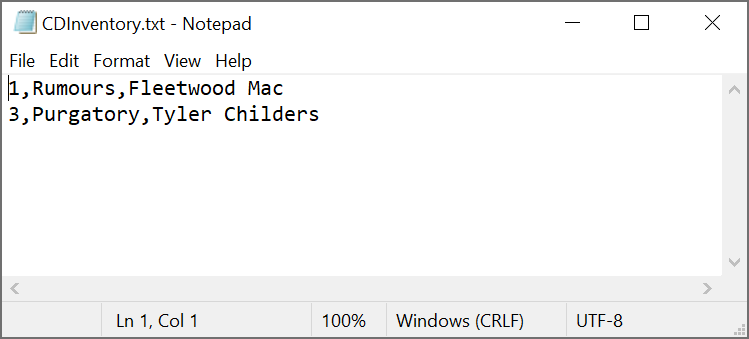 CDInventory.txt - Notepad
File Edit Format View Help
1,Rumours,Fleetwood Mac
3,Purgatory,Tyler Childers
Ln 1, Col 1 100% Windows (CRLF) UTF-8